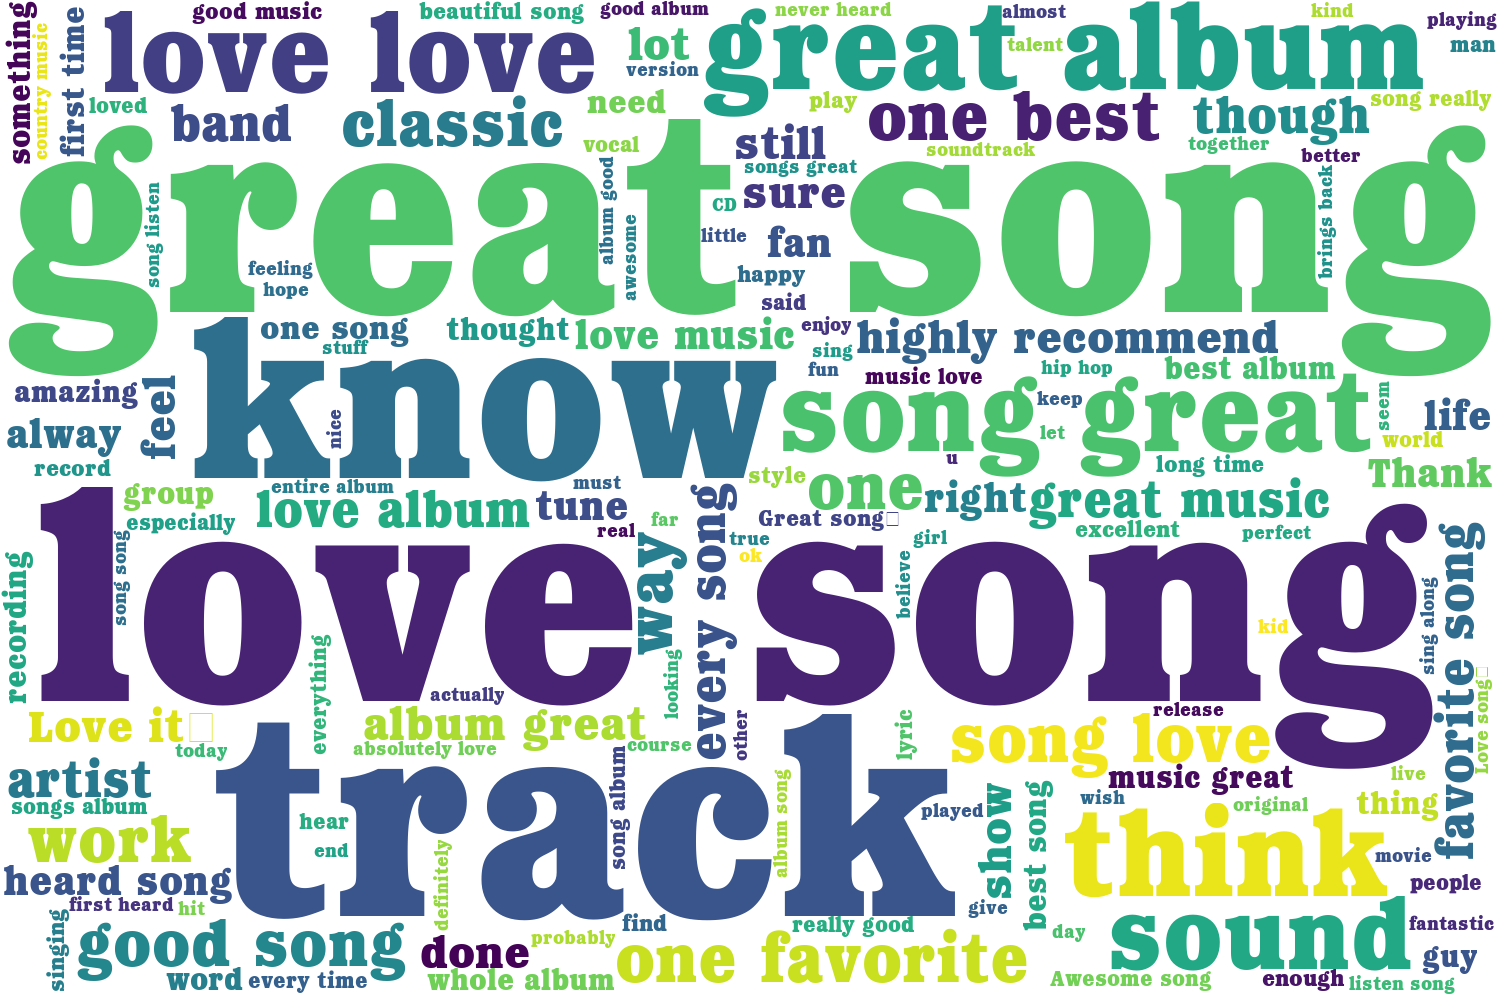 something
country music
first time
good music
love love
beautiful song
good album
never heard
almost
kind
playing
lot
version
great album
talent
man
loved
band
classic
need
play
one best
though
song really
vocal
still
soundtrack
together
better
great song
song listen
songs great
album good
awesome
CD
sure
little
fan
brings back
feeling
hope
happy
said
one song
stuff
thought
love music
enjoy
sing
fun
highly recommend
music love
hip hop
best album
amazing
feel
know
nice
song great
keep
let
seem
life
world
alway
record
u
long time
style
Thank
group
entire album
must
one
right
great music
especially
love album
tune
real
far
Great song
true
ok
girl
excellent
perfect
recording
song song
love song
way
every song
believe
kid
sing along
favorite song
everything
looking
actually
release
Love song
Love it
today
album great
absolutely love
course
other
lyric
song love
music great
live
artist
songs album
track
song album
album song
played
show
best song
wish
original
thing
work
hear
end
think
movie
people
heard song
first heard
hit
definitely
find
really good
give
day
sound
fantastic
singing
good song
word
every time
done
probably
whole album
one favorite
Awesome song
enough
guy
listen song